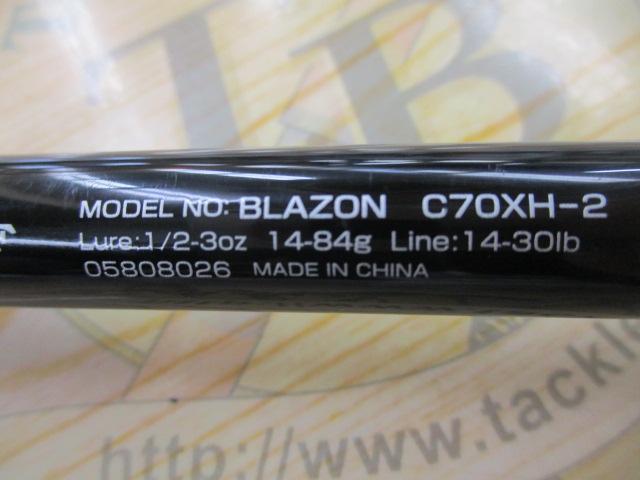 MODEL NO: BLAZON C70XH-2
Lure:1/2-3oz 14-84g Line:14-30lb
05808026 MADE IN CHINA
http://www.tackle